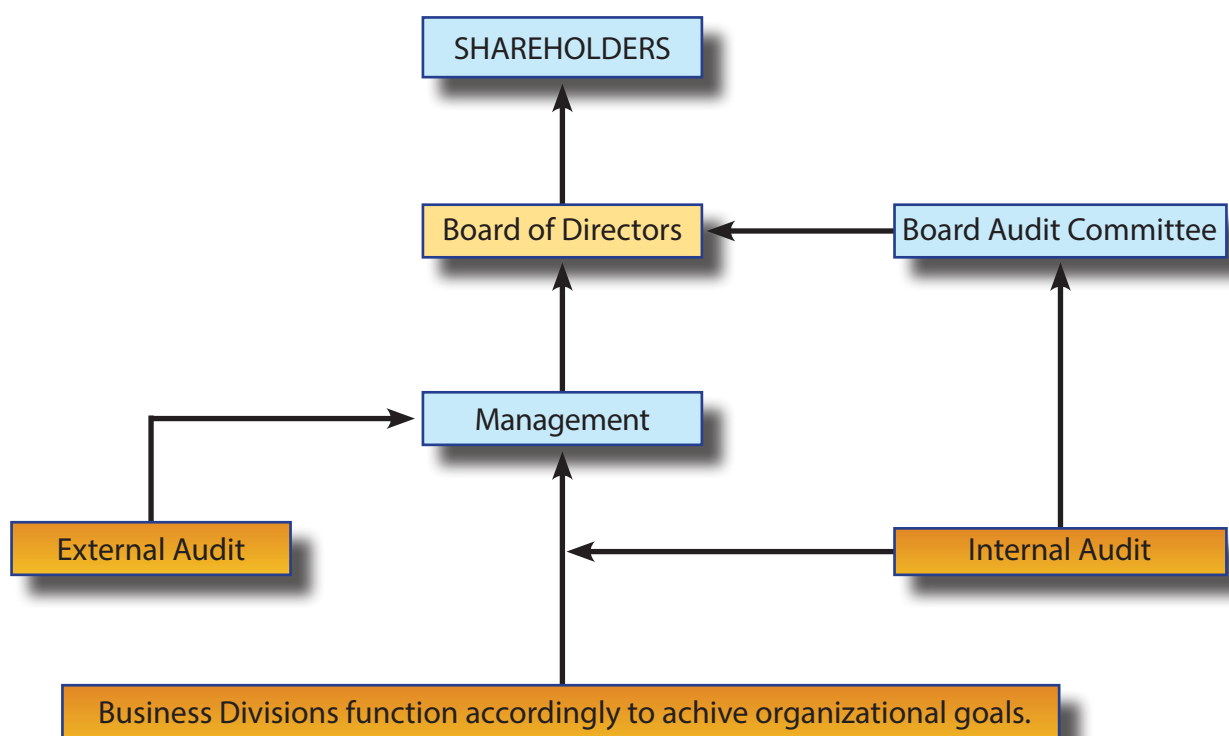 SHAREHOLDERS
Board of Directors
Board Audit Committee
Management
External Audit
Internal Audit
Business Divisions function accordingly to achive organizational goals.